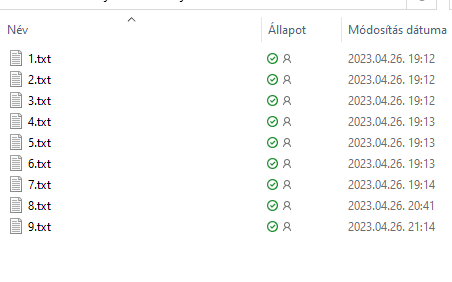 Név Állapot Módosítás dátuma
1.txt 2023.04.26. 19:12
2.txt 2023.04.26. 19:12
3.txt 2023.04.26. 19:12
4.txt 2023.04.26. 19:13
5.txt 2023.04.26. 19:13
6.txt 2023.04.26. 19:13
7.txt 2023.04.26. 19:14
8.txt 2023.04.26. 20:41
9.txt 2023.04.26. 21:14